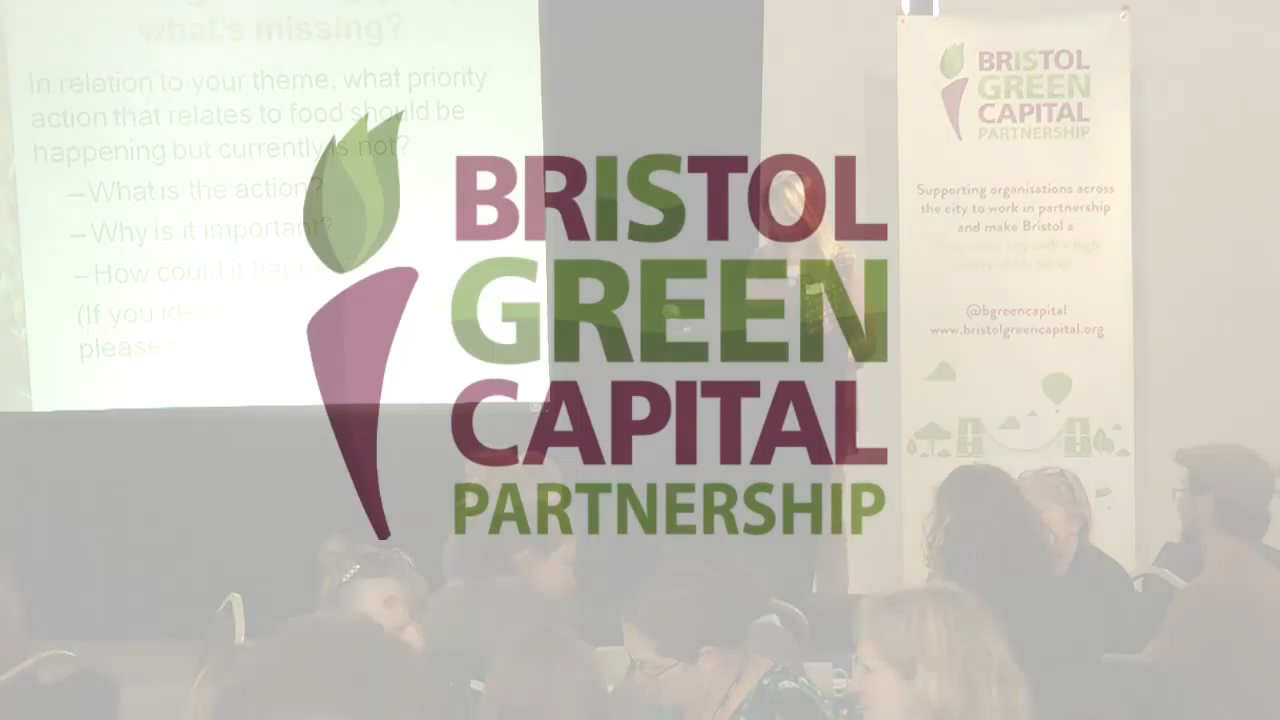 what's missing?
In relation to your theme, what priority
action that relates to food should be
happening but currently is not?
– What is the action?
– Why is it important?
– How could it
(If you
please
BRISTOL
GREEN
CAPITAL
PARTNERSHIP
BRISTOL
GREEN
CAPITAL
PARTNERSHIP
Supporting organisations across
the city to work in partnership
and make Bristol a
@bgreencapital
www.bristolgreencapital.org